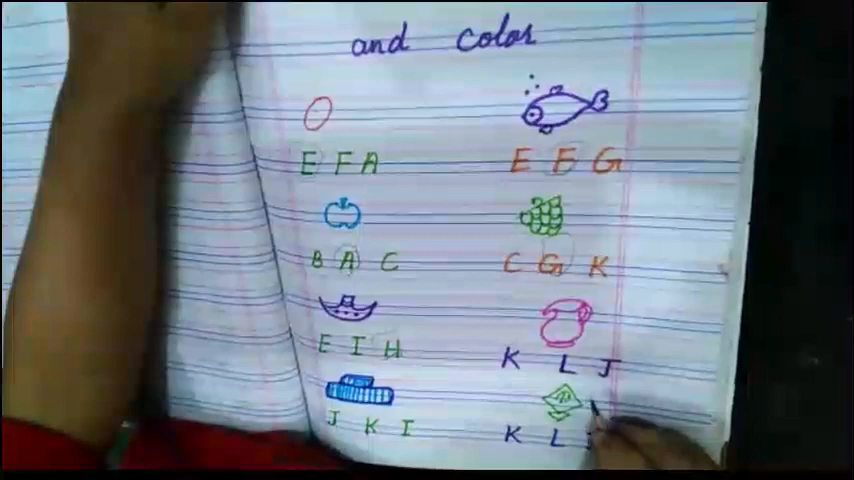 and color
E F A E F G
B A C C G K
E I H K L J
J K I K L